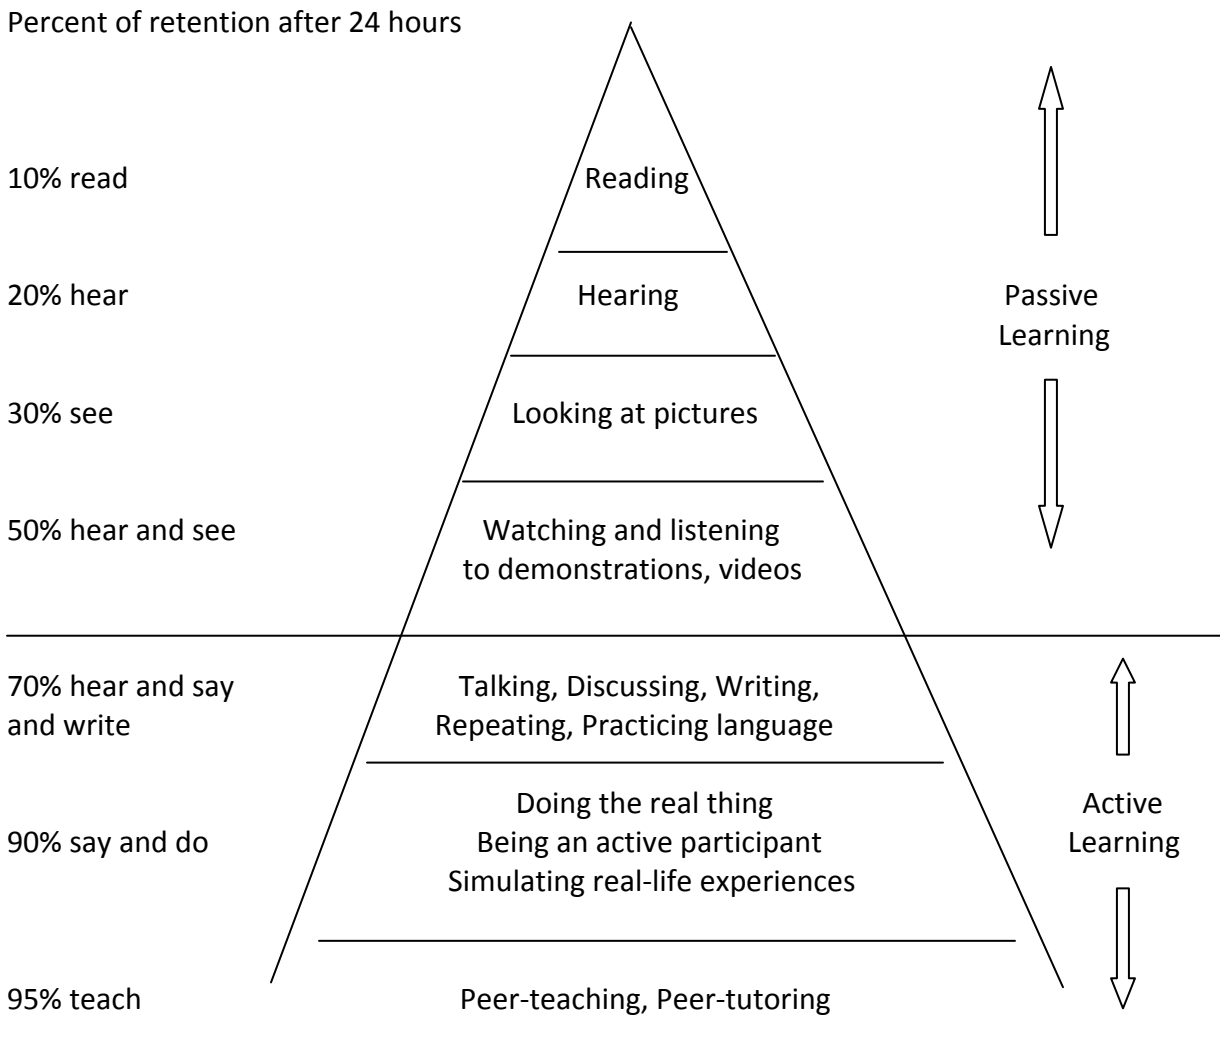 Percent of retention after 24 hours
10% read
Reading
20% hear
Hearing
Passive
Learning
30% see
Looking at pictures
50% hear and see
Watching and listening
to demonstrations, videos
70% hear and say
and write
Talking, Discussing, Writing,
Repeating, Practicing language
90% say and do
Doing the real thing
Being an active participant
Simulating real-life experiences
Active
Learning
95% teach
Peer-teaching, Peer-tutoring